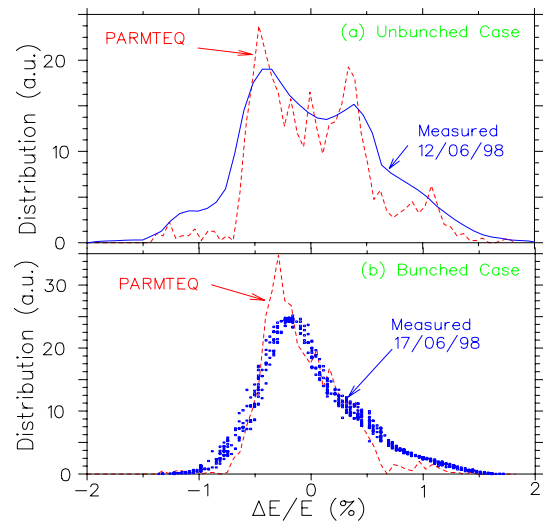 (a) Unbunched Case
PARMTEQ
Measured
12/06/98
Distribution (a.u.)
20
10
0
(b) Bunched Case
PARMTEQ
Measured
17/06/98
Distribution (a.u.)
30
20
10
0
−2
−1
0
1
2
ΔE/E (%)